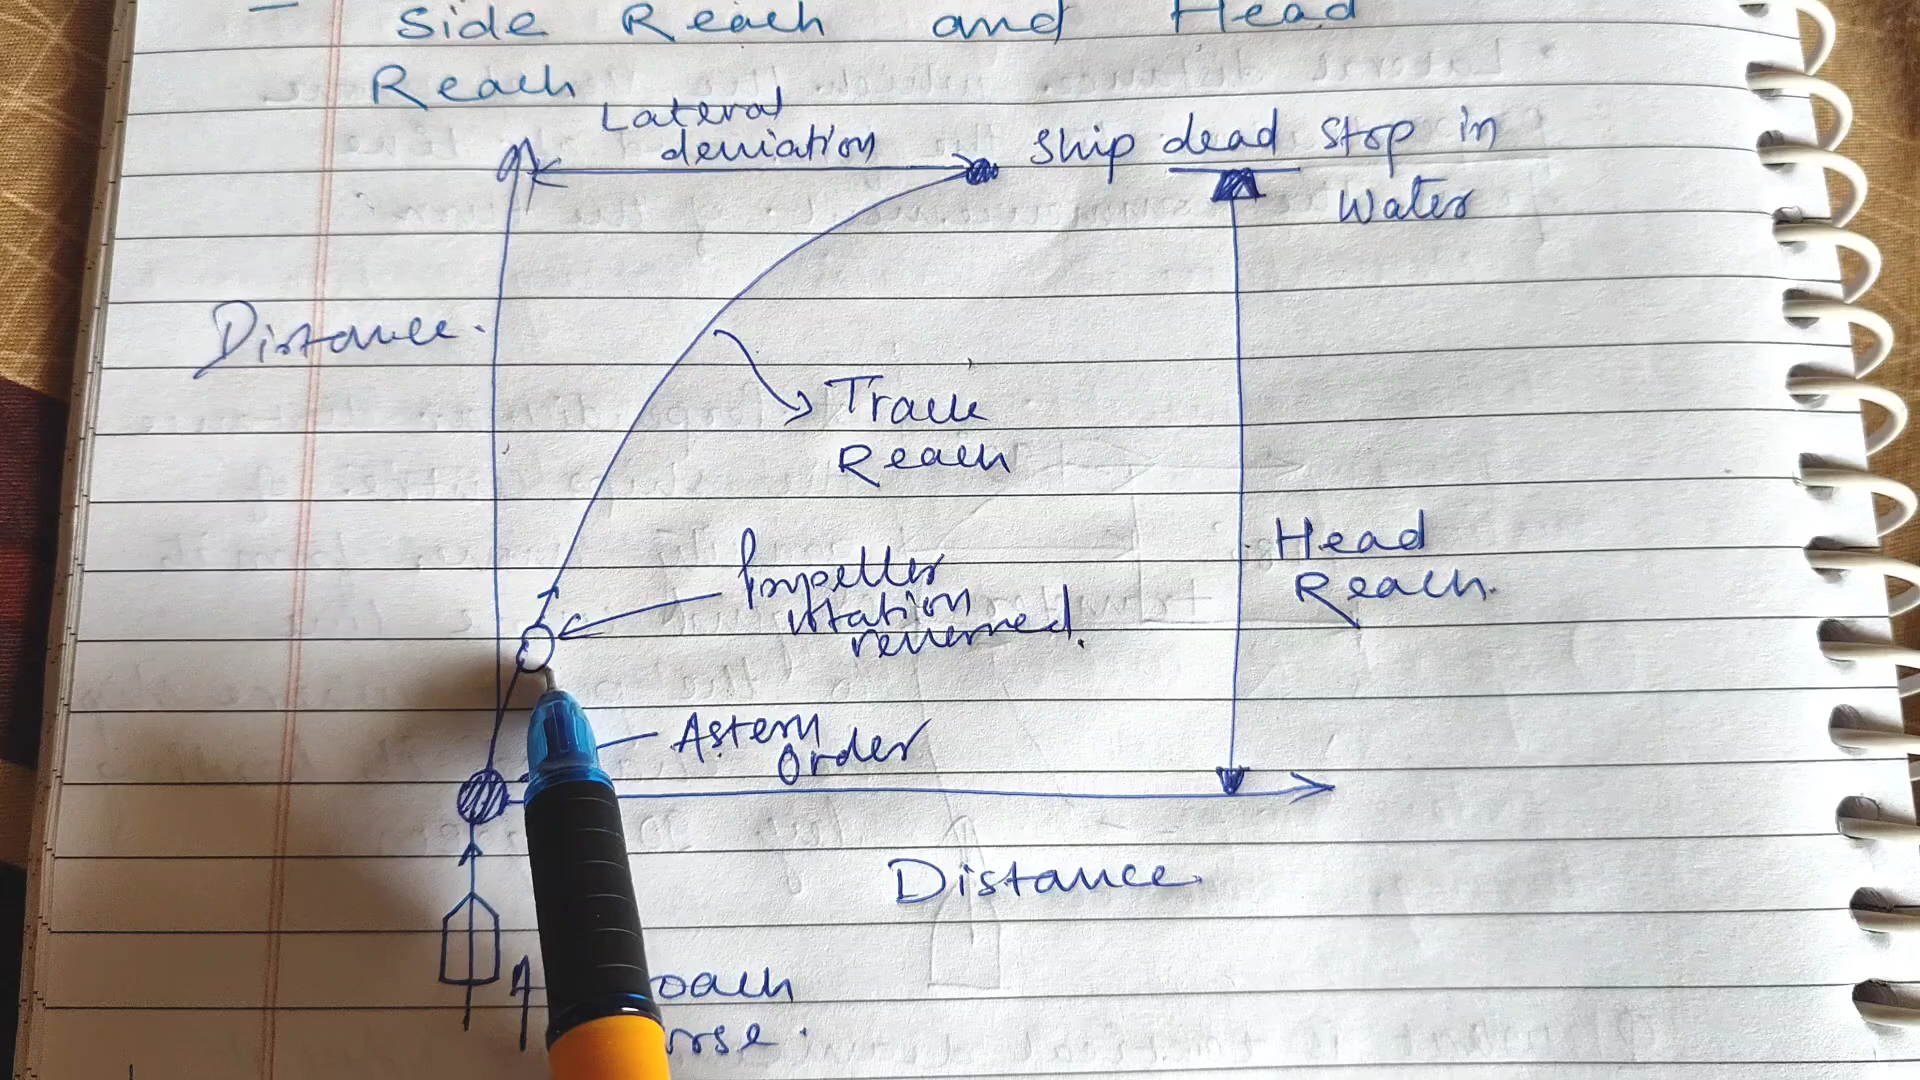 - Side Reach and Head
Reach
Lateral
deviation
Ship dead stop in
Water
Distance.
Track
Reach
Propeller
rotation
reversed.
Head
Reach.
Astern
Order
Distance.
oach
rse.